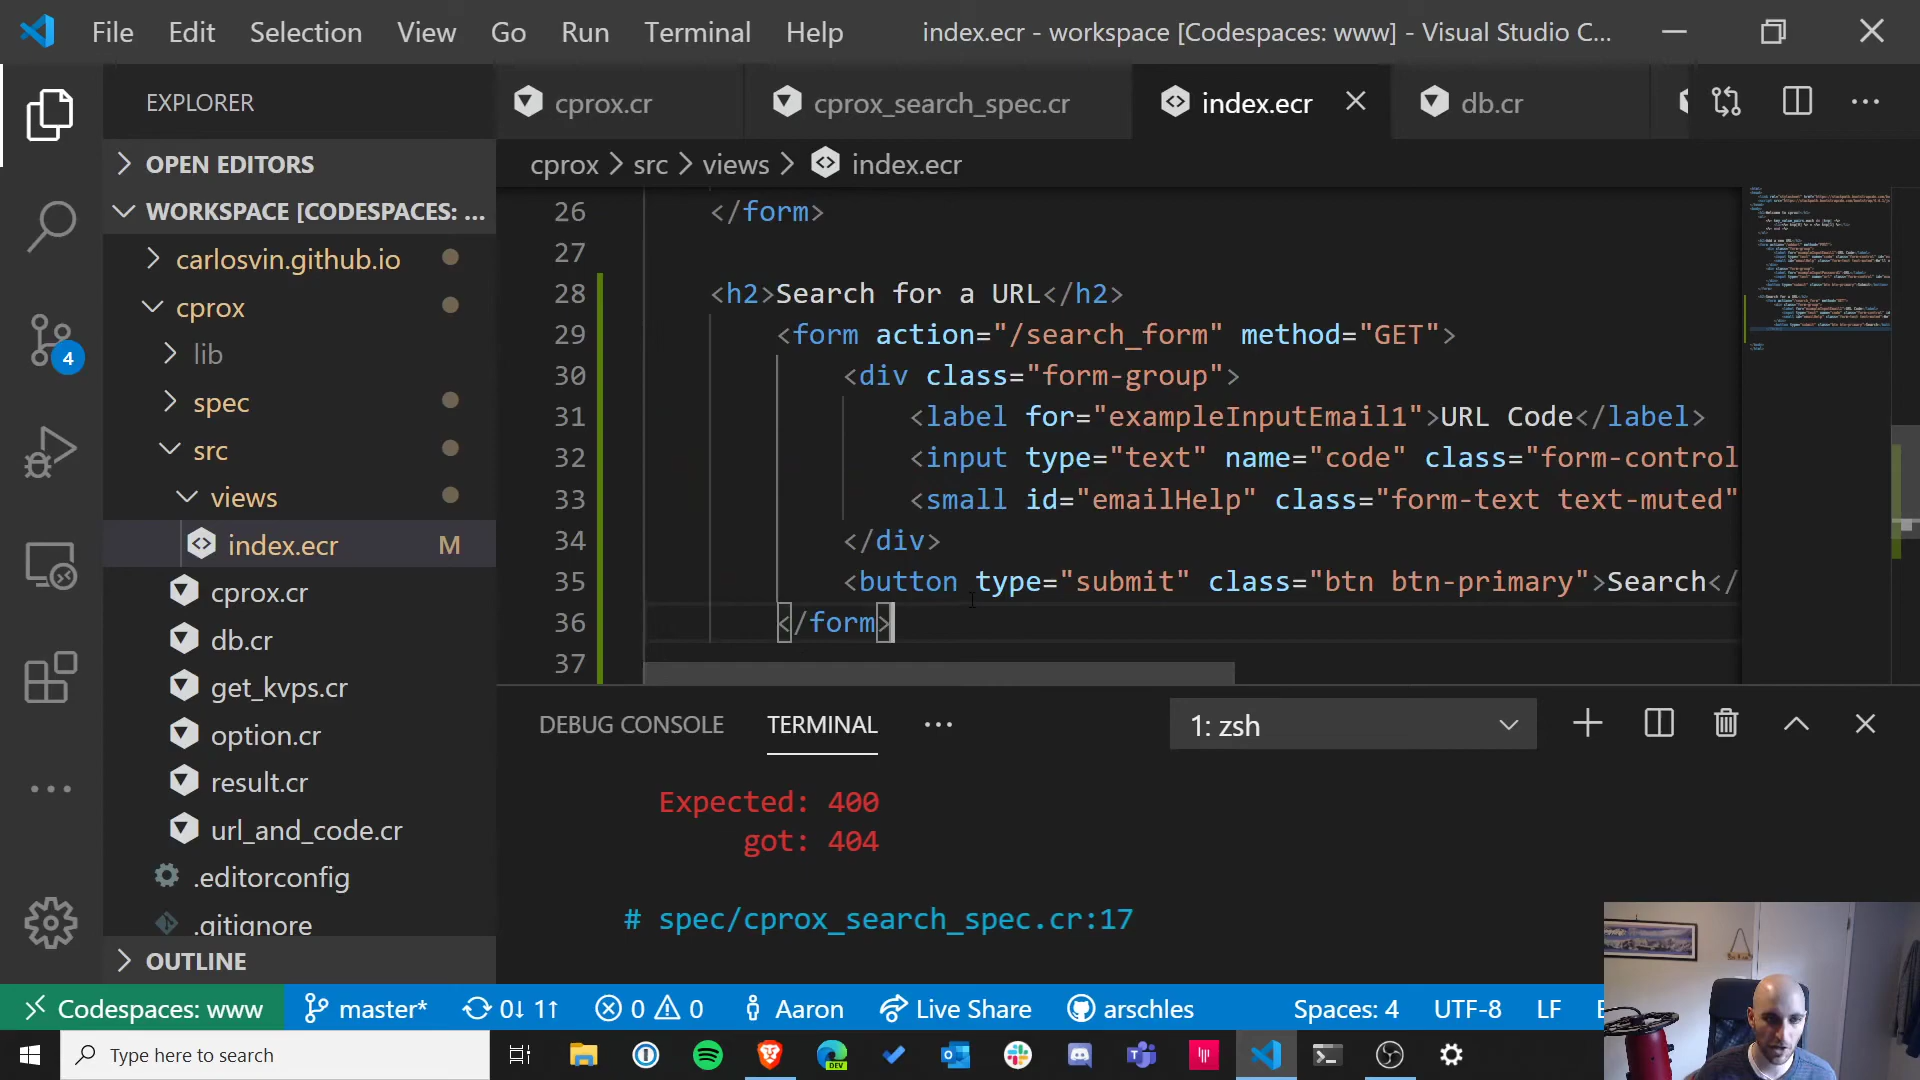 File Edit Selection View Go Run Terminal Help index.ecr - workspace [Codespaces: www] - Visual Studio C...
EXPLORER
cprox.cr cprox_search_spec.cr index.ecr db.cr
OPEN EDITORS
WORKSPACE [CODESPACES: ...
carlosvin.github.io
cprox
lib
spec
src
views
index.ecr M
cprox.cr
db.cr
get_kvps.cr
option.cr
result.cr
url_and_code.cr
.editorconfig
.gitignore
OUTLINE
4
cprox > src > views > index.ecr
26 </form>
27
28 <h2>Search for a URL</h2>
29 <form action="/search_form" method="GET">
30 <div class="form-group">
31 <label for="exampleInputEmail1">URL Code</label>
32 <input type="text" name="code" class="form-control
33 <small id="emailHelp" class="form-text text-muted"
34 </div>
35 <button type="submit" class="btn btn-primary">Search</
36 </form>
37
DEBUG CONSOLE TERMINAL ... 1: zsh
Expected: 400
got: 404
# spec/cprox_search_spec.cr:17
Codespaces: www master* 0↓ 1↑ 0 0 Aaron Live Share arschles Spaces: 4 UTF-8 LF
Type here to search
DEV